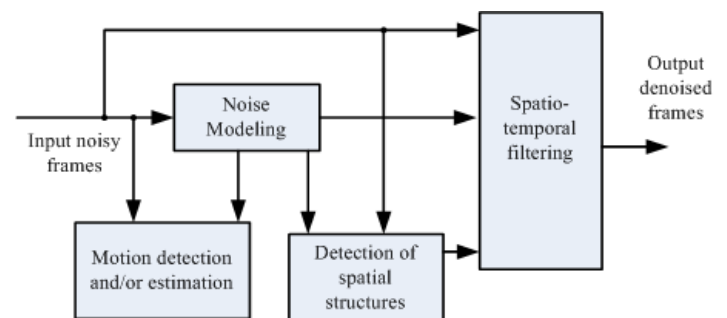 Input noisy
frames
Noise
Modeling
Motion detection
and/or estimation
Detection of
spatial
structures
Spatio-
temporal
filtering
Output
denoised
frames